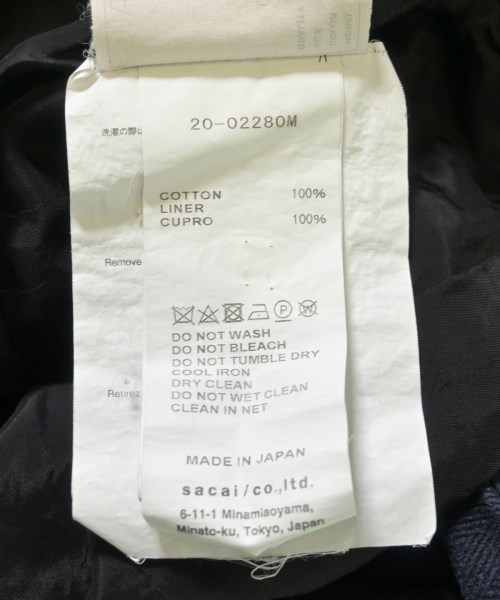 20-02280M
洗濯の際に
COTTON 100%
LINER
CUPRO 100%
Remove
DO NOT WASH
DO NOT BLEACH
DO NOT TUMBLE DRY
COOL IRON
DRY CLEAN
DO NOT WET CLEAN
CLEAN IN NET
Retirez
MADE IN JAPAN
sacai/co.,ltd.
6-11-1 Minamiaoyama,
Minato-ku, Tokyo, Japan